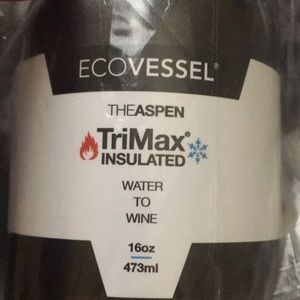 ECOVESSEL®
THEASPEN
TriMax®
INSULATED
WATER
TO
WINE
16oz
473ml